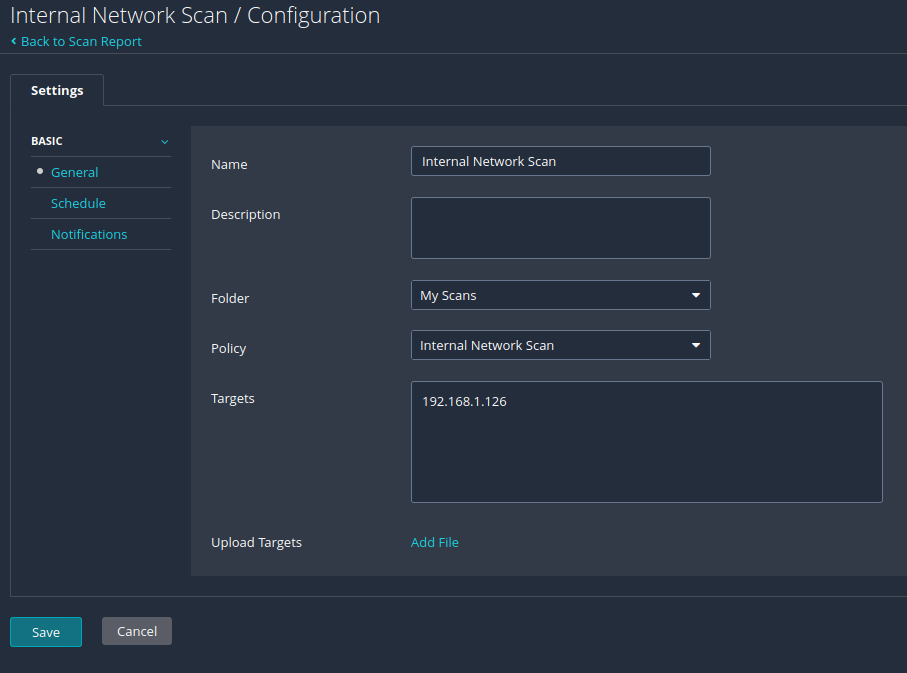 Internal Network Scan / Configuration
Back to Scan Report
Settings
BASIC
General
Schedule
Notifications
Name
Internal Network Scan
Description
Folder
My Scans
Policy
Internal Network Scan
Targets
192.168.1.126
Upload Targets
Add File
Save
Cancel